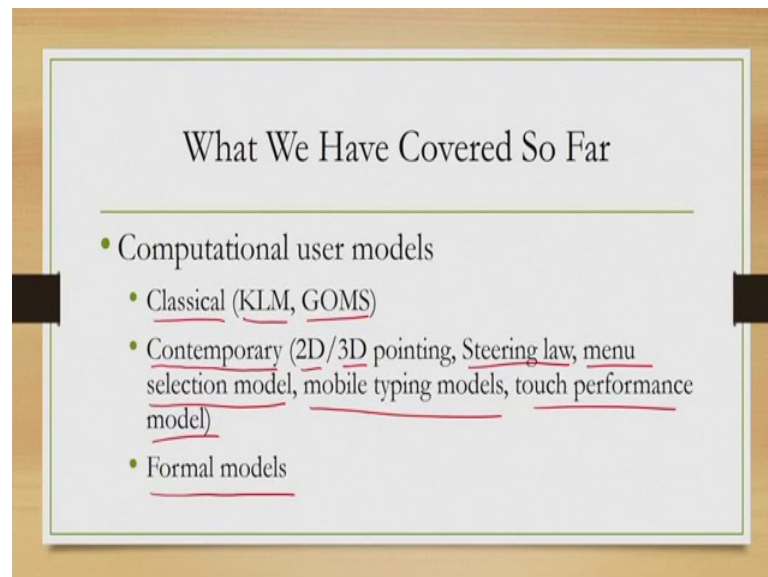 What We Have Covered So Far
• Computational user models
• Classical (KLM, GOMS)
• Contemporary (2D/3D pointing, Steering law, menu
selection model, mobile typing models, touch performance
model)
• Formal models